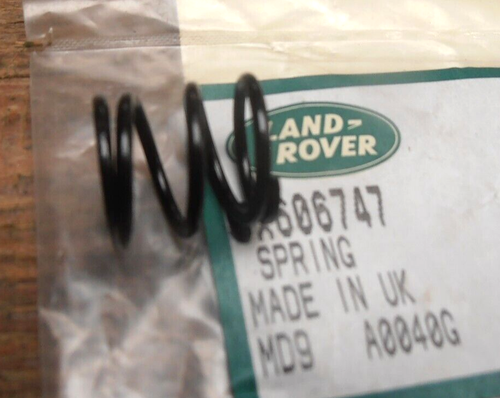 LAND
ROVER
606747
SPRING
MADE IN UK
MD9 A0040G